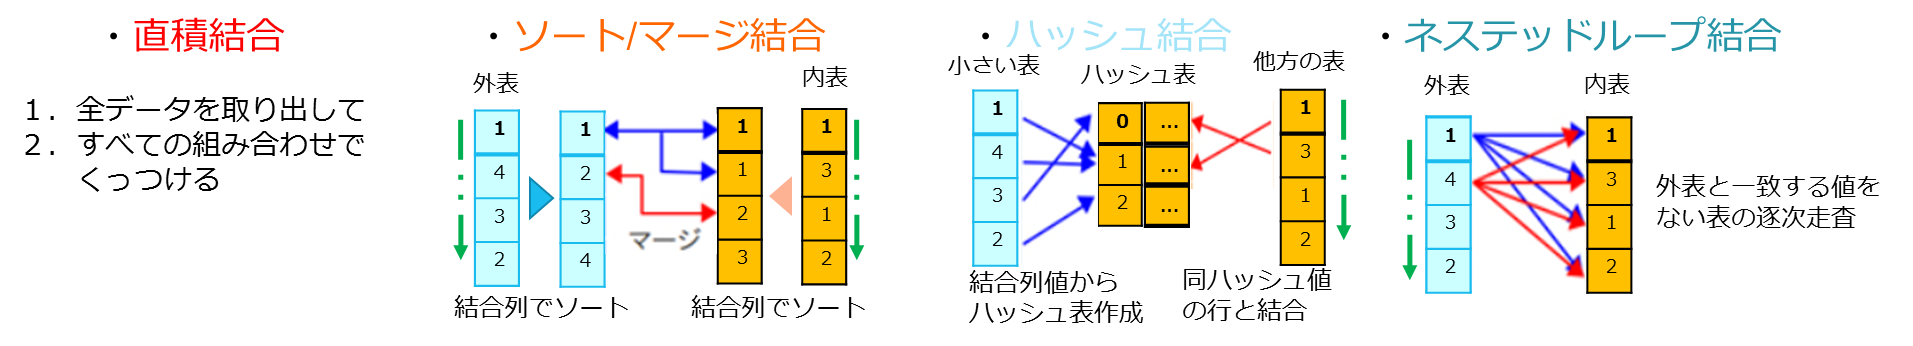 ・直積結合
１．全データを取り出して
２．すべての組み合わせで
くっつける
・ソート/マージ結合
外表
内表
1
4
3
2
1
2
3
4
1
1
2
3
1
3
1
2
マージ
結合列でソート
結合列でソート
・ハッシュ結合
小さい表
ハッシュ表
他方の表
1
4
3
2
0 ...
1 ...
2 ...
1
3
1
2
結合列値から
ハッシュ表作成
同ハッシュ値
の行と結合
・ネステッドループ結合
外表
内表
1
4
3
2
1
3
1
2
外表と一致する値を
ない表の逐次走査